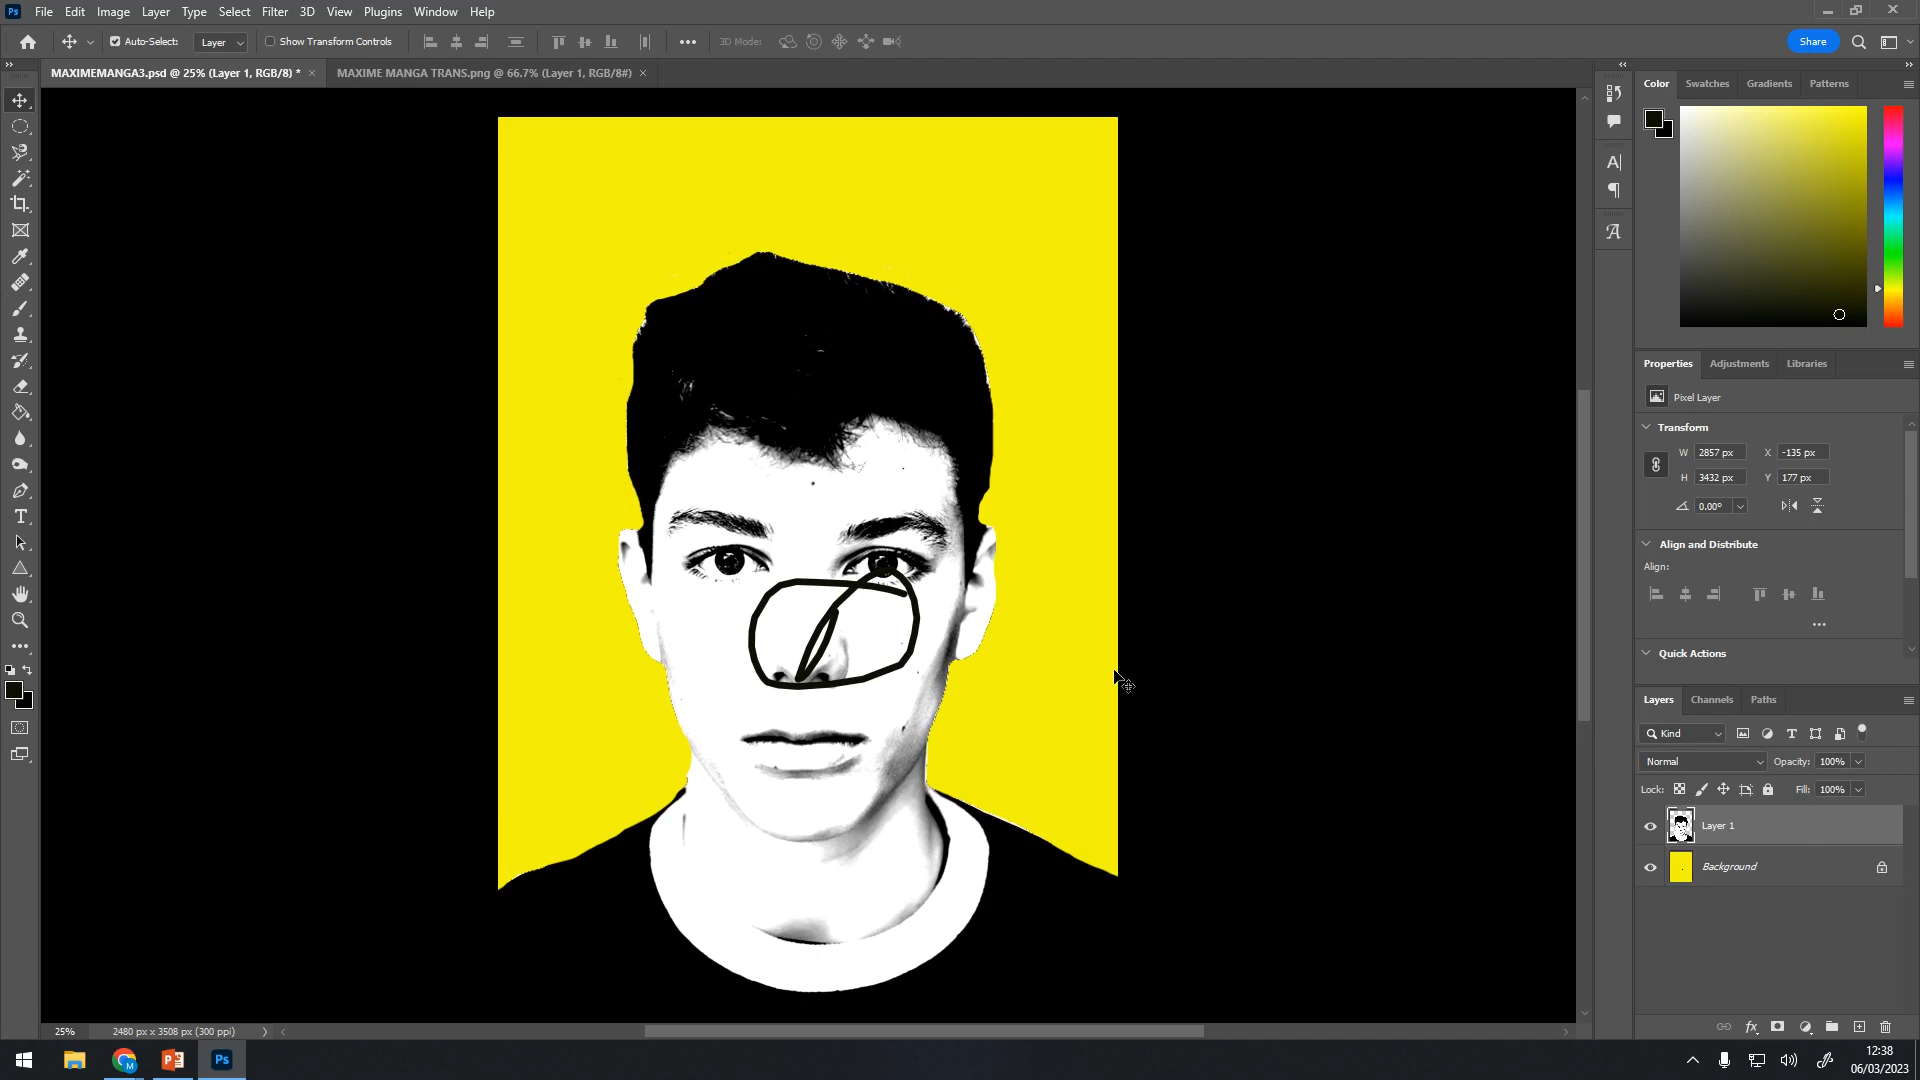 Ps File Edit Image Layer Type Select Filter 3D View Plugins Window Help
Auto-Select: Layer Show Transform Controls 3D Mode: Share
MAXIMEMANGA3.psd @ 25% (Layer 1, RGB/8) * × MAXIME MANGA TRANS.png @ 66.7% (Layer 1, RGB/8#) ×
Color Swatches Gradients Patterns
Properties Adjustments Libraries
Pixel Layer
Transform
W 2857 px X -135 px
H 3432 px Y 177 px
0.00°
Align and Distribute
Align:
Quick Actions
Layers Channels Paths
Kind
Normal Opacity: 100%
Lock: Fill: 100%
Layer 1
Background
25% 2480 px x 3508 px (300 ppi)
Ps
12:38
06/03/2023